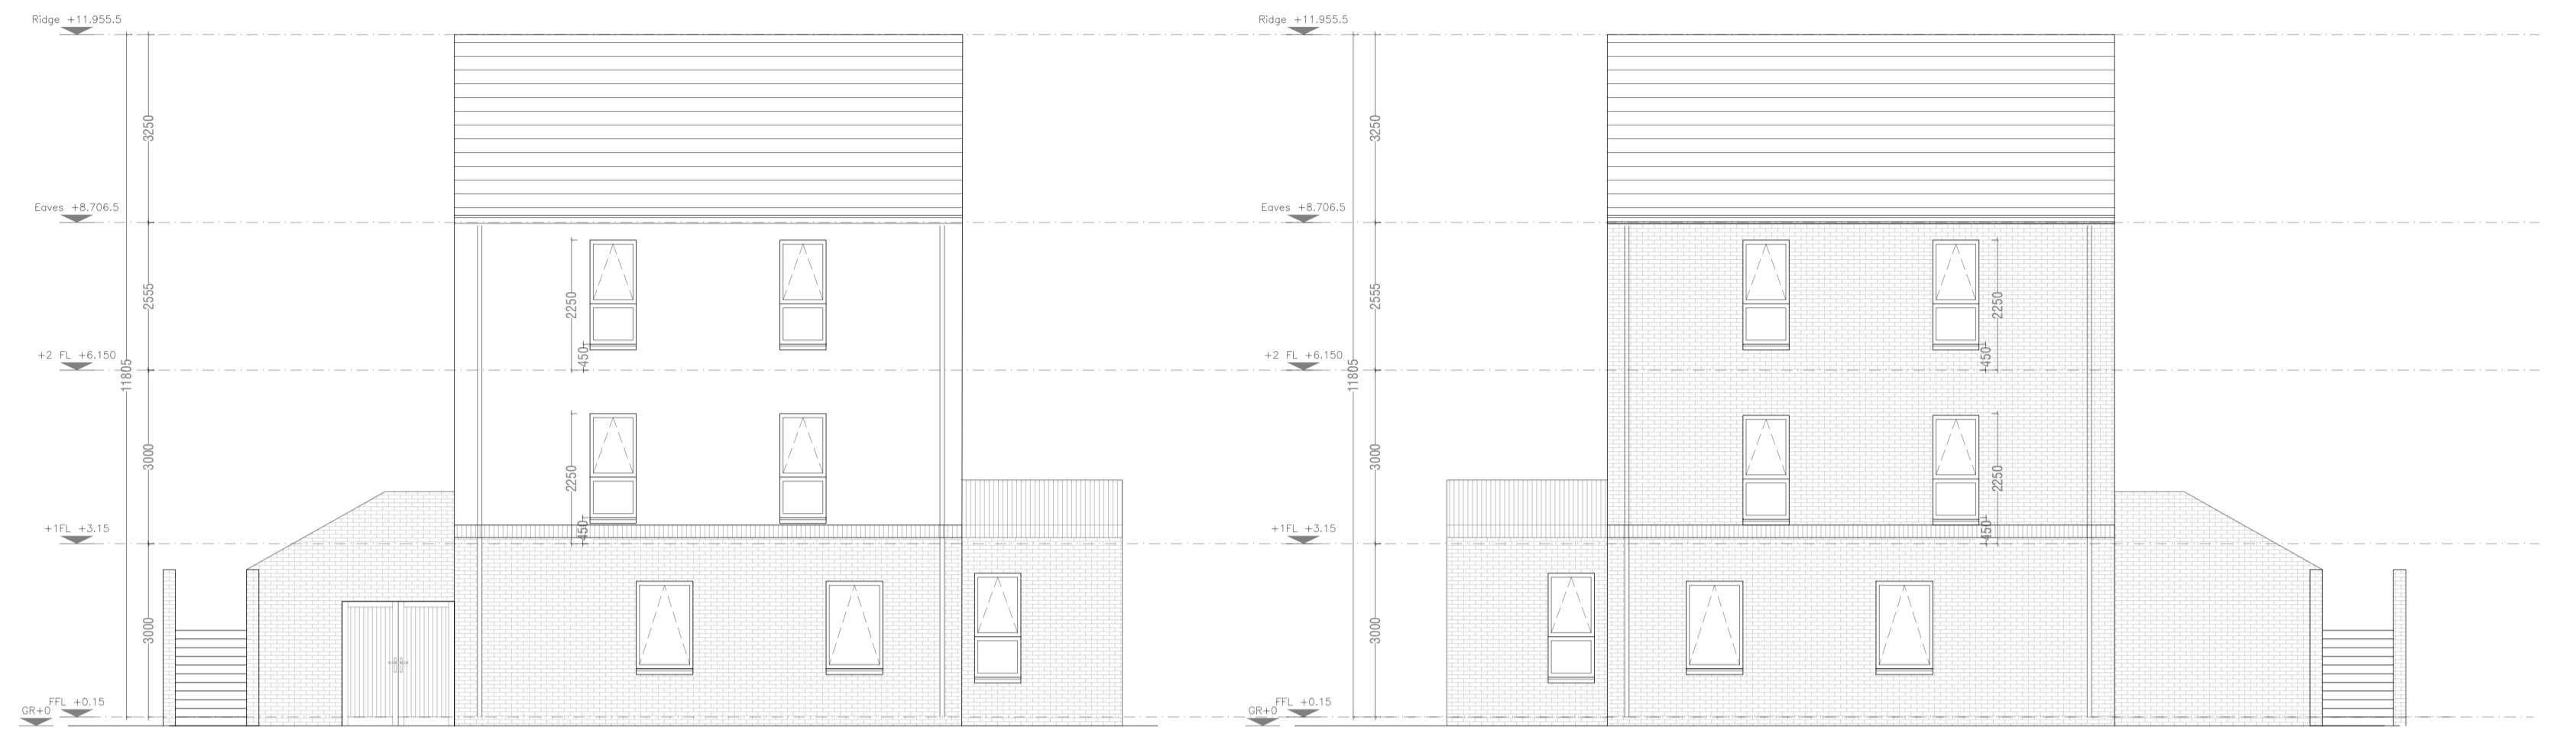 Ridge +11.955.5
3250
Eaves +8.706.5
2555
2250
450
+2 FL +6.150
11805
3000
2250
450
+1FL +3.15
3000
FFL +0.15
GR+0
Ridge +11.955.5
3250
Eaves +8.706.5
2555
2250
450
+2 FL +6.150
11805
3000
2250
450
+1FL +3.15
3000
FFL +0.15
GR+0